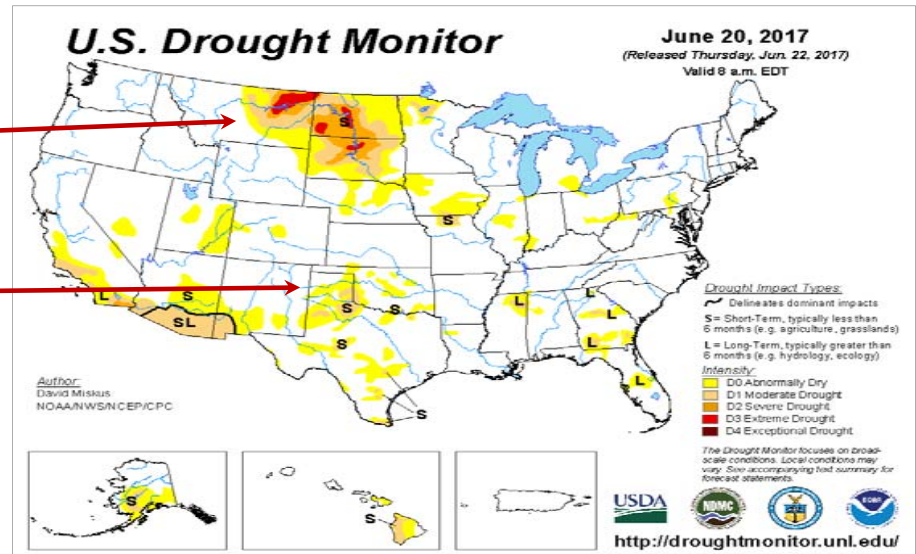 U.S. Drought Monitor
June 20, 2017
(Released Thursday, Jun. 22, 2017)
Valid 8 a.m. EDT
S
S
L
S
SL
S
S
S
S
S
L
L
L
L
L
S
S
Author:
David Miskus
NOAA/NWS/NCEP/CPC
Drought Impact Types:
Delineates dominant impacts
S = Short-Term, typically less than
6 months (e.g. agriculture, grasslands)
L = Long-Term, typically greater than
6 months (e.g. hydrology, ecology)
Intensity:
D0 Abnormally Dry
D1 Moderate Drought
D2 Severe Drought
D3 Extreme Drought
D4 Exceptional Drought
The Drought Monitor focuses on broad-
scale conditions. Local conditions may
vary. See accompanying text summary for
forecast statements.
USDA
NDMC
http://droughtmonitor.unl.edu/